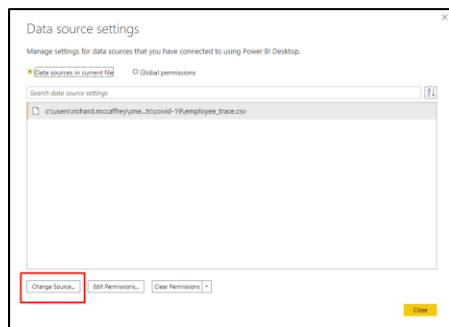 Data source settings
Manage settings for data sources that you have connected to using Power BI Desktop.
Data sources in current file Global permissions
Search data source settings
c:\users\richard.mccaffrey\one...ts\covid-19\employee_trace.csv
Change Source... Edit Permissions... Clear Permissions
Close